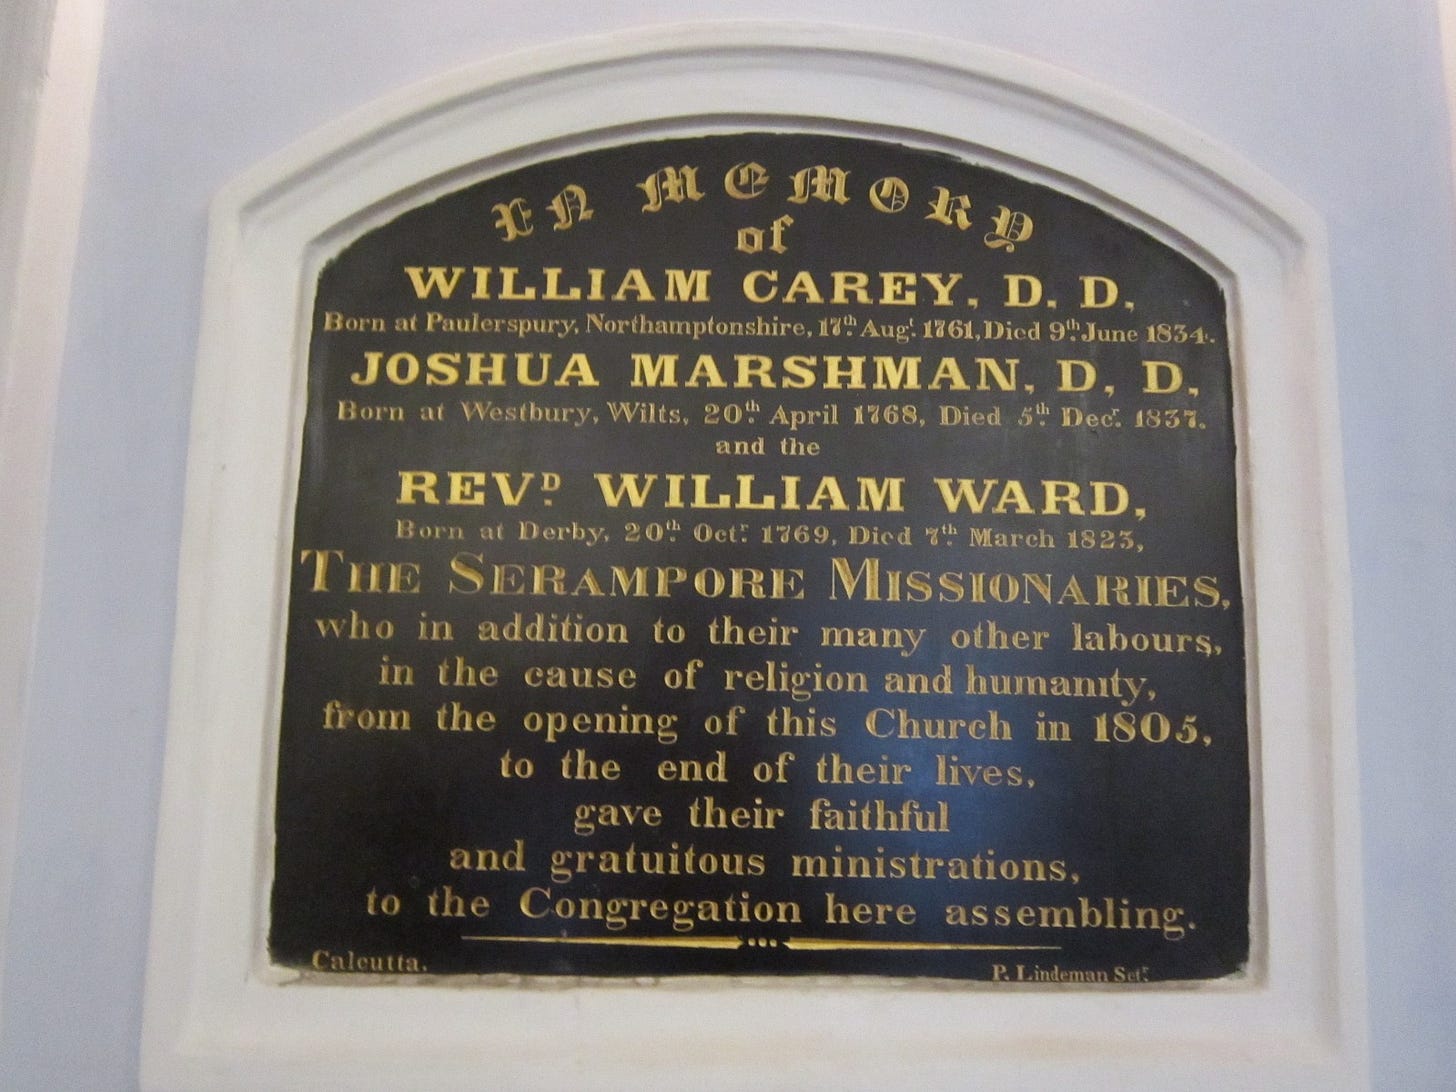 IN MEMORY
of
WILLIAM CAREY, D. D,
Born at Paulerspury, Northamptonshire, 17th Augt. 1761, Died 9th June 1834.
JOSHUA MARSHMAN, D, D,
Born at Westbury, Wilts, 20th April 1768, Died 5th Decr. 1837.
and the
REVD. WILLIAM WARD,
Born at Derby, 20th Octr. 1769, Died 7th March 1823,
THE SERAMPORE MISSIONARIES,
who in addition to their many other labours,
in the cause of religion and humanity,
from the opening of this Church in 1805,
to the end of their lives,
gave their faithful
and gratuitous ministrations,
to the Congregation here assembling.
Calcutta. P. Lindeman Sctr.